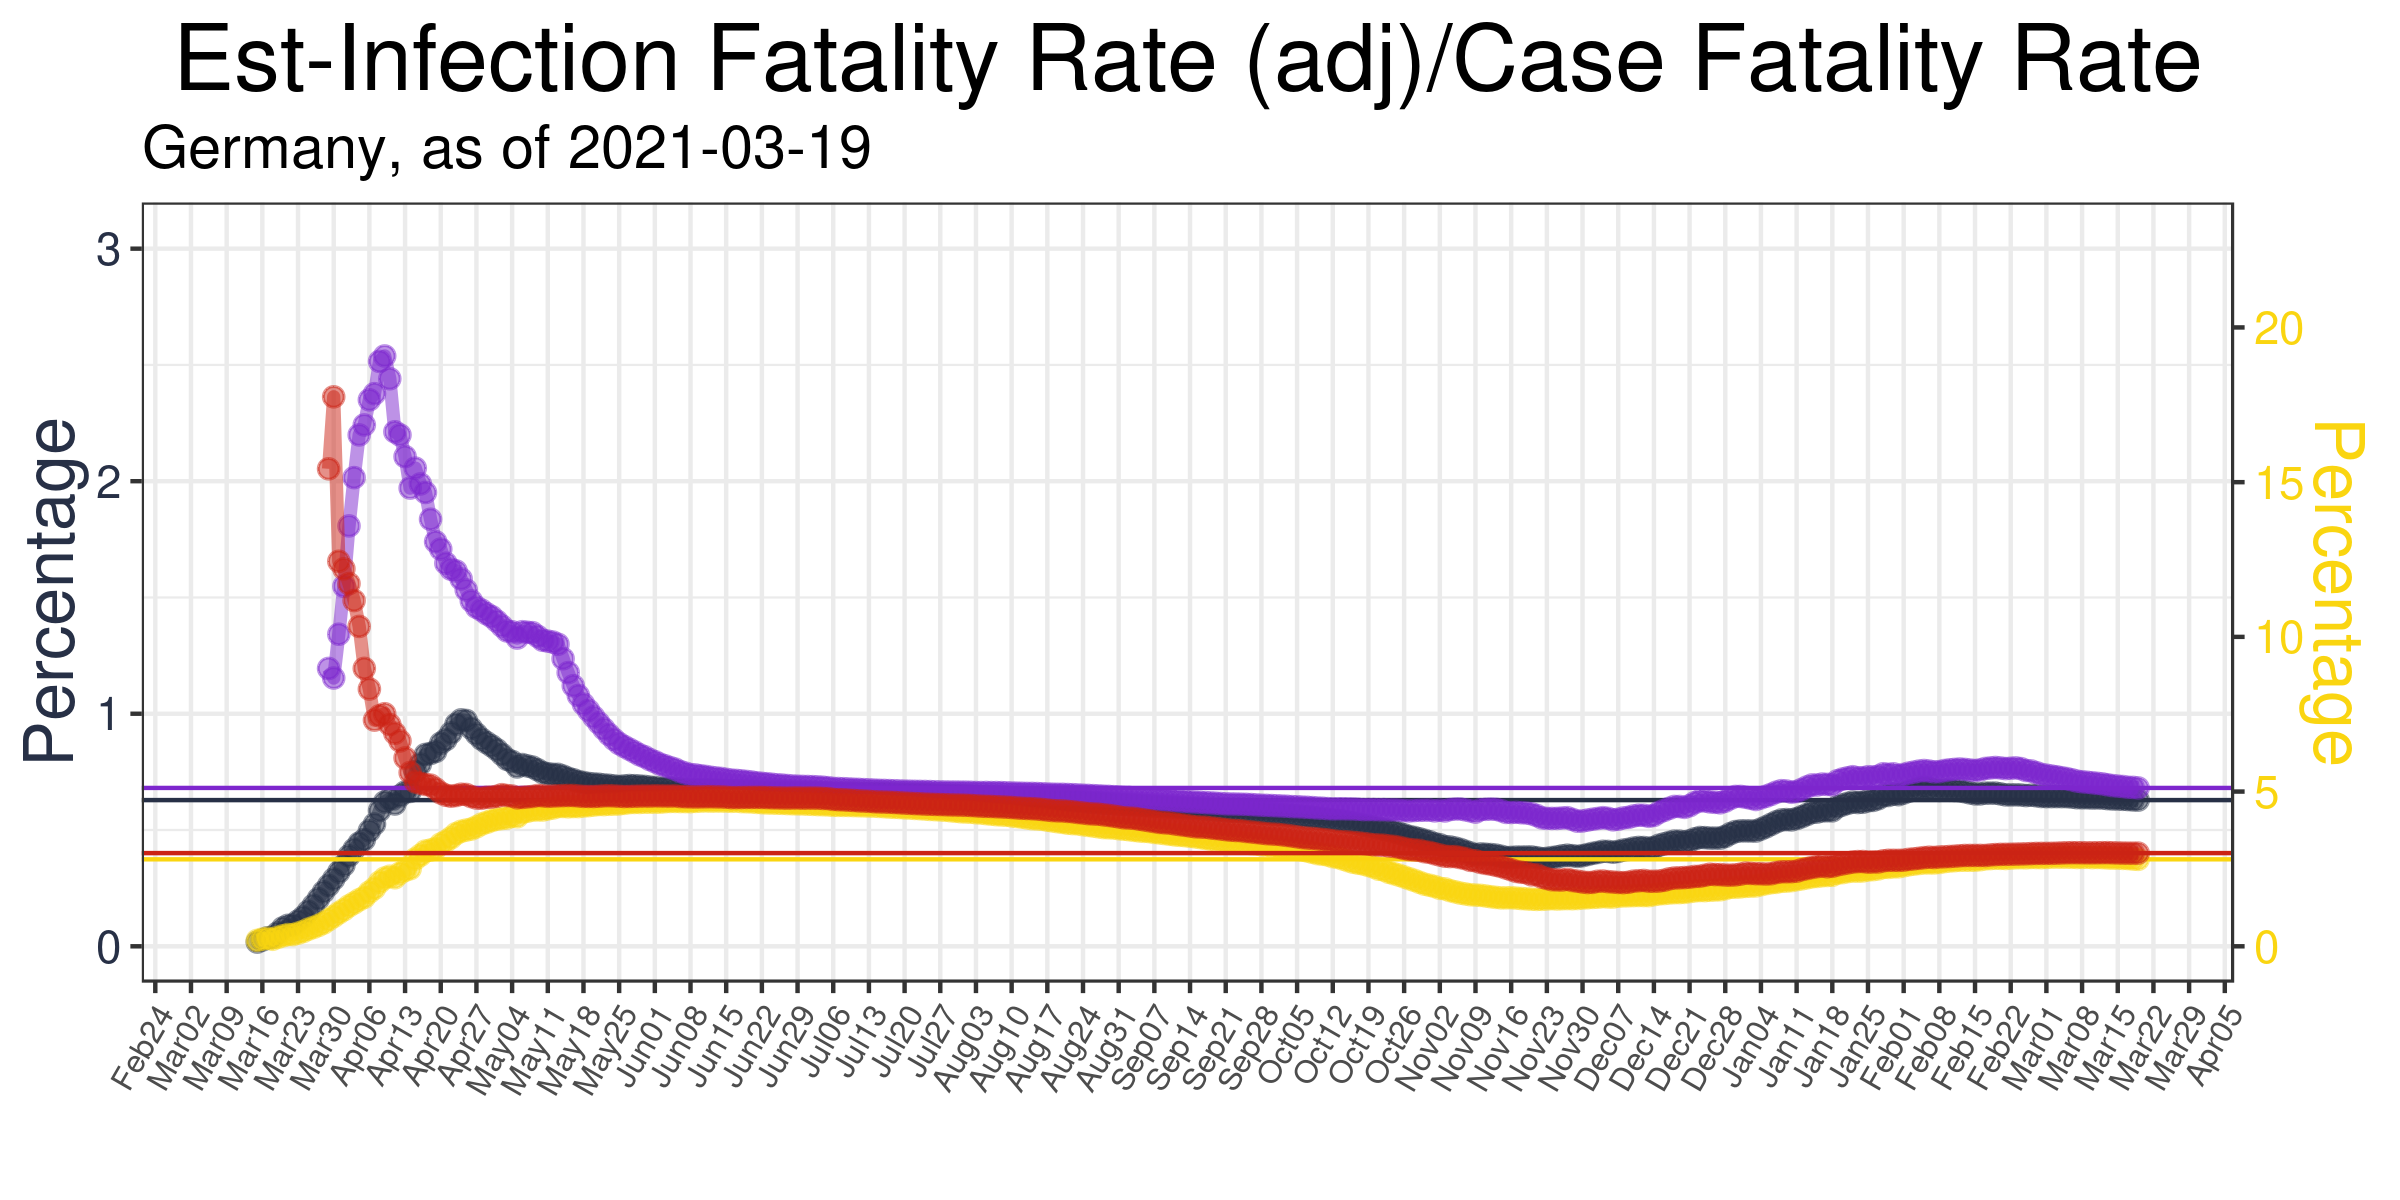 Est-Infection Fatality Rate (adj)/Case Fatality Rate
Germany, as of 2021-03-19
Percentage
3
2
1
0
20
15
10
5
0
Percentage
Feb24
Mar02
Mar09
Mar16
Mar23
Mar30
Apr06
Apr13
Apr20
Apr27
May04
May11
May18
May25
Jun01
Jun08
Jun15
Jun22
Jun29
Jul06
Jul13
Jul20
Jul27
Aug03
Aug10
Aug17
Aug24
Aug31
Sep07
Sep14
Sep21
Sep28
Oct05
Oct12
Oct19
Oct26
Nov02
Nov09
Nov16
Nov23
Nov30
Dec07
Dec14
Dec21
Dec28
Jan04
Jan11
Jan18
Jan25
Feb01
Feb08
Feb15
Feb22
Mar01
Mar08
Mar15
Mar22
Mar29
Apr05